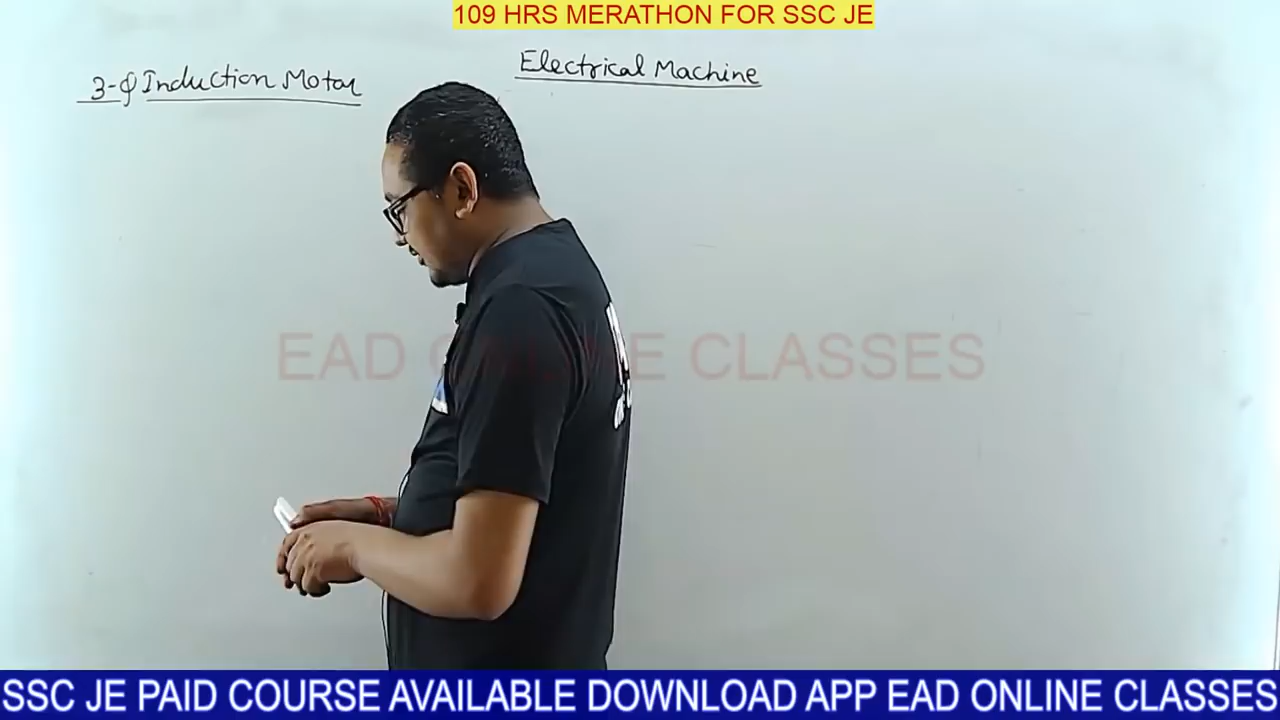 109 HRS MERATHON FOR SSC JE
Electrical Machine
3-φ Induction Motor
EAD ONLINE CLASSES
SSC JE PAID COURSE AVAILABLE DOWNLOAD APP EAD ONLINE CLASSES